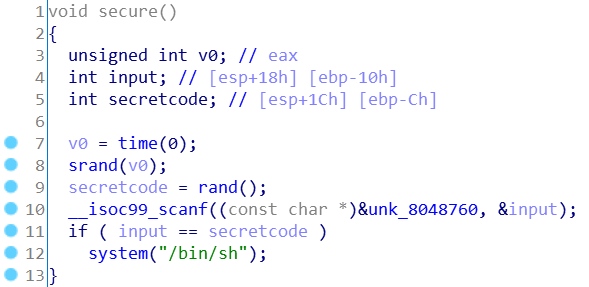 1 void secure()
2 {
3   unsigned int v0; // eax
4   int input; // [esp+18h] [ebp-10h]
5   int secretcode; // [esp+1Ch] [ebp-Ch]
6
7   v0 = time(0);
8   srand(v0);
9   secretcode = rand();
10   __isoc99_scanf((const char *)&unk_8048760, &input);
11   if ( input == secretcode )
12     system("/bin/sh");
13 }